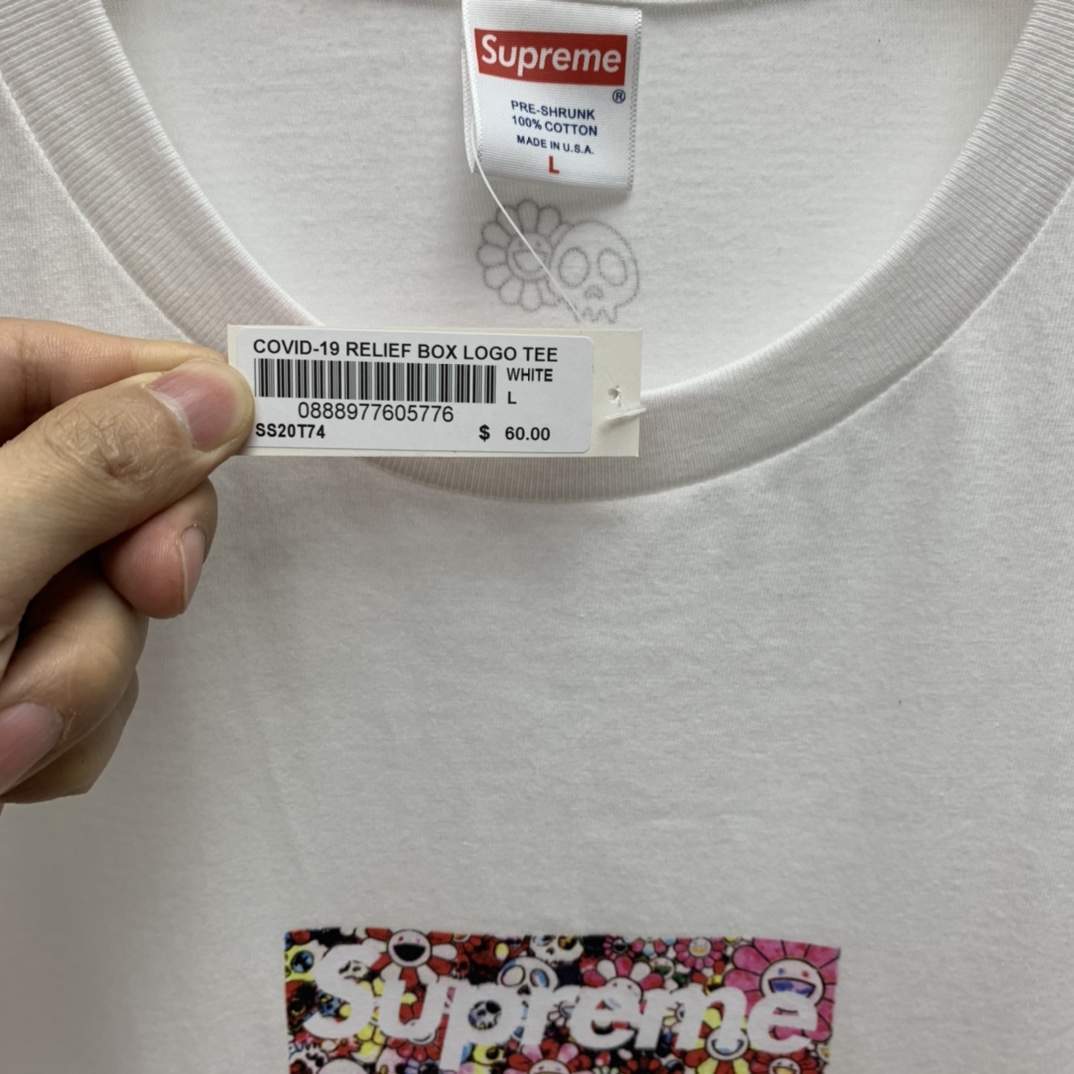 Supreme
®
PRE-SHRUNK
100% COTTON
MADE IN U.S.A.
L
COVID-19 RELIEF BOX LOGO TEE
WHITE
L
0888977605776
SS20T74 $ 60.00
Supreme